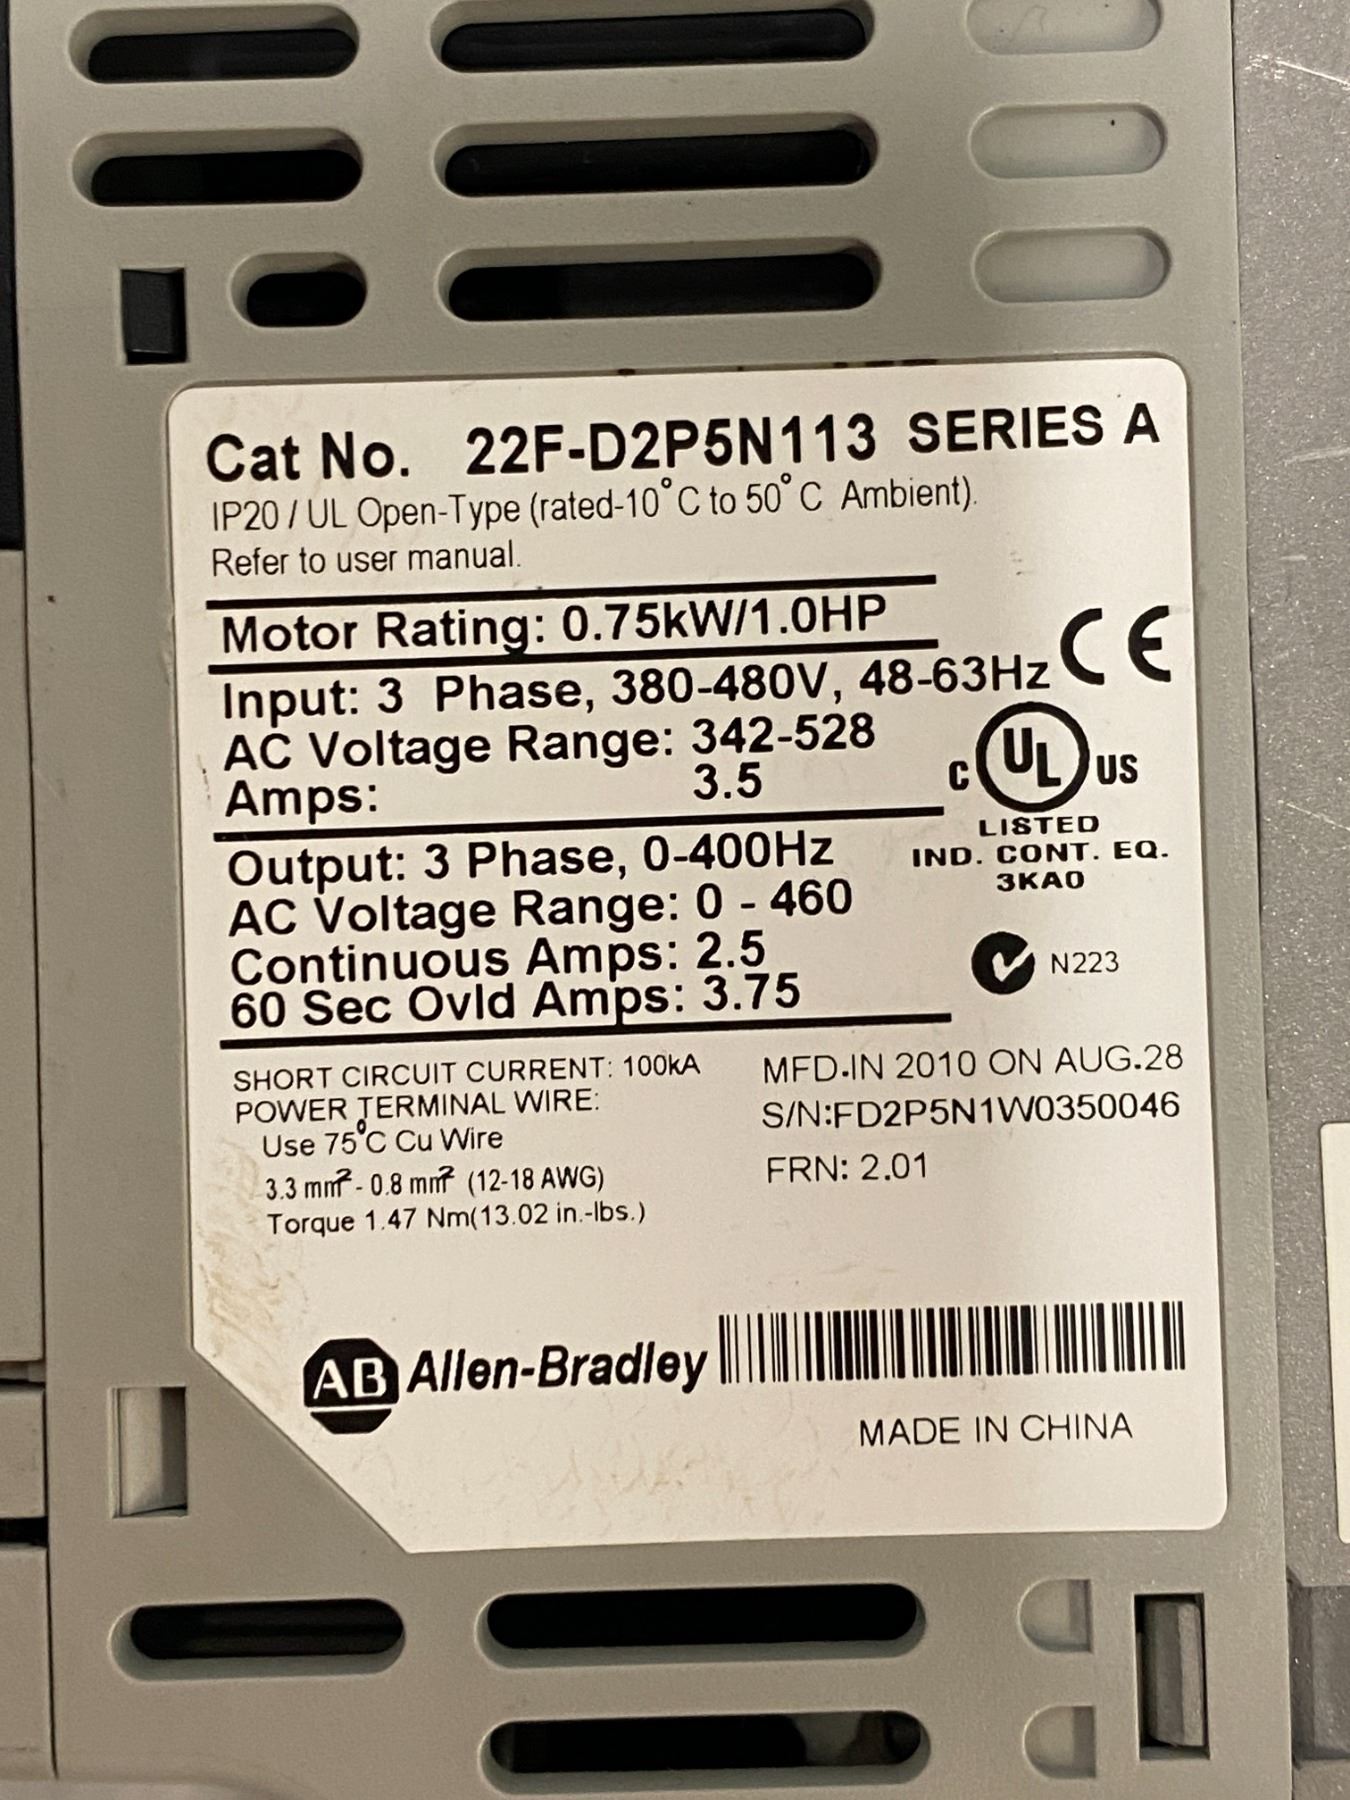 Cat No. 22F-D2P5N113 SERIES A
IP20 / UL Open-Type (rated-10°C to 50°C Ambient).
Refer to user manual.
Motor Rating: 0.75kW/1.0HP
Input: 3 Phase, 380-480V, 48-63Hz
AC Voltage Range: 342-528
Amps: 3.5
CE
C UL US
LISTED
IND. CONT. EQ.
3KA0
Output: 3 Phase, 0-400Hz
AC Voltage Range: 0 - 460
Continuous Amps: 2.5
60 Sec Ovld Amps: 3.75
N223
SHORT CIRCUIT CURRENT: 100kA
POWER TERMINAL WIRE:
Use 75°C Cu Wire
3.3 mm² - 0.8 mm² (12-18 AWG)
Torque 1.47 Nm(13.02 in.-lbs.)
MFD.IN 2010 ON AUG.28
S/N:FD2P5N1W0350046
FRN: 2.01
AB Allen-Bradley
MADE IN CHINA